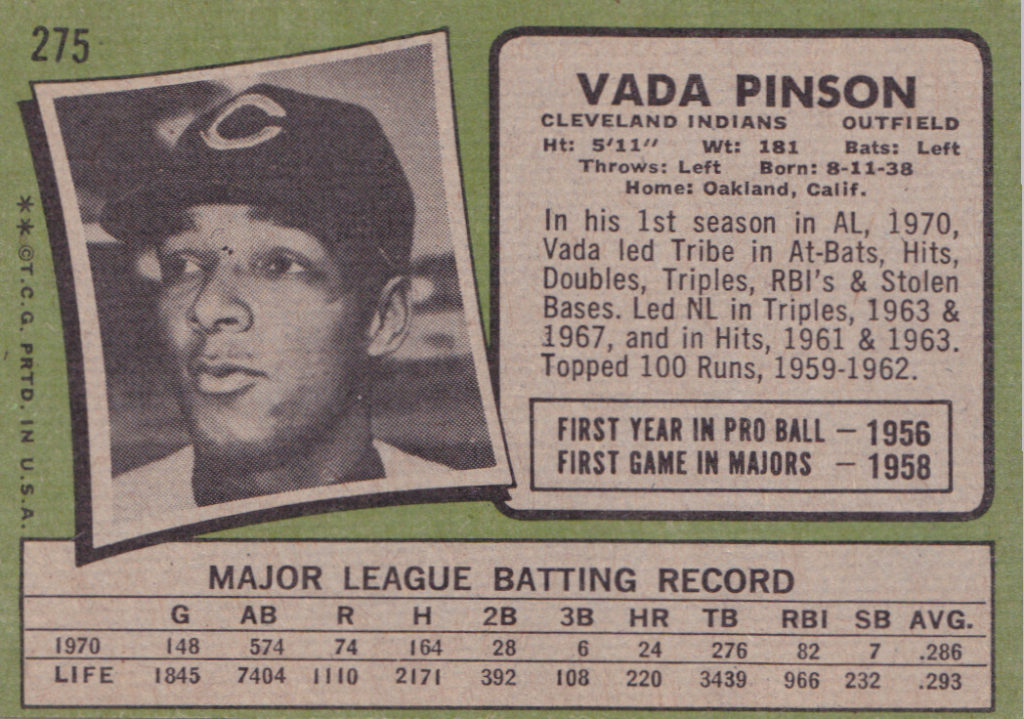 275
VADA PINSON
CLEVELAND INDIANS OUTFIELD
Ht: 5'11" Wt: 181 Bats: Left
Throws: Left Born: 8-11-38
Home: Oakland, Calif.
In his 1st season in AL, 1970,
Vada led Tribe in At-Bats, Hits,
Doubles, Triples, RBI's & Stolen
Bases. Led NL in Triples, 1963 &
1967, and in Hits, 1961 & 1963.
Topped 100 Runs, 1959-1962.
FIRST YEAR IN PRO BALL — 1956
FIRST GAME IN MAJORS — 1958
**©T.C.G. PRTD. IN U.S.A.
C
MAJOR LEAGUE BATTING RECORD
G AB R H 2B 3B HR TB RBI SB AVG.
1970 148 574 74 164 28 6 24 276 82 7 .286
LIFE 1845 7404 1110 2171 392 108 220 3439 966 232 .293